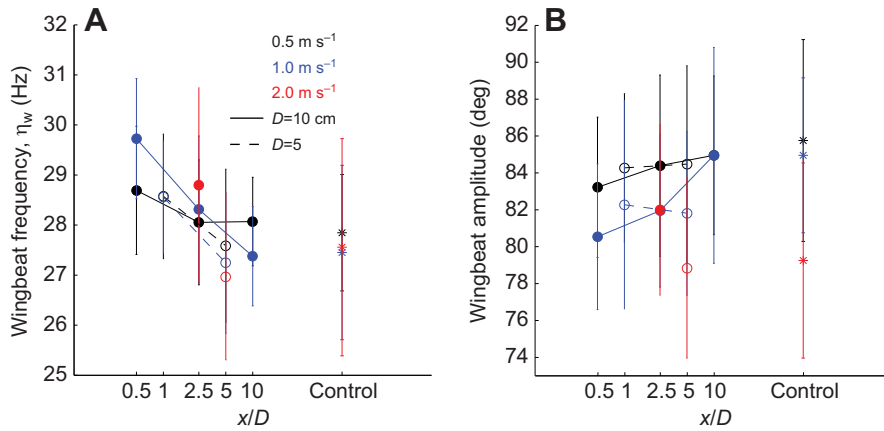 A
Wingbeat frequency, ηw (Hz)
32
31
30
29
28
27
26
25
0.5 m s⁻¹
1.0 m s⁻¹
2.0 m s⁻¹
D=10 cm
D=5
0.5 1 2.5 5 10 Control
x/D
B
Wingbeat amplitude (deg)
92
90
88
86
84
82
80
78
76
74
0.5 1 2.5 5 10 Control
x/D